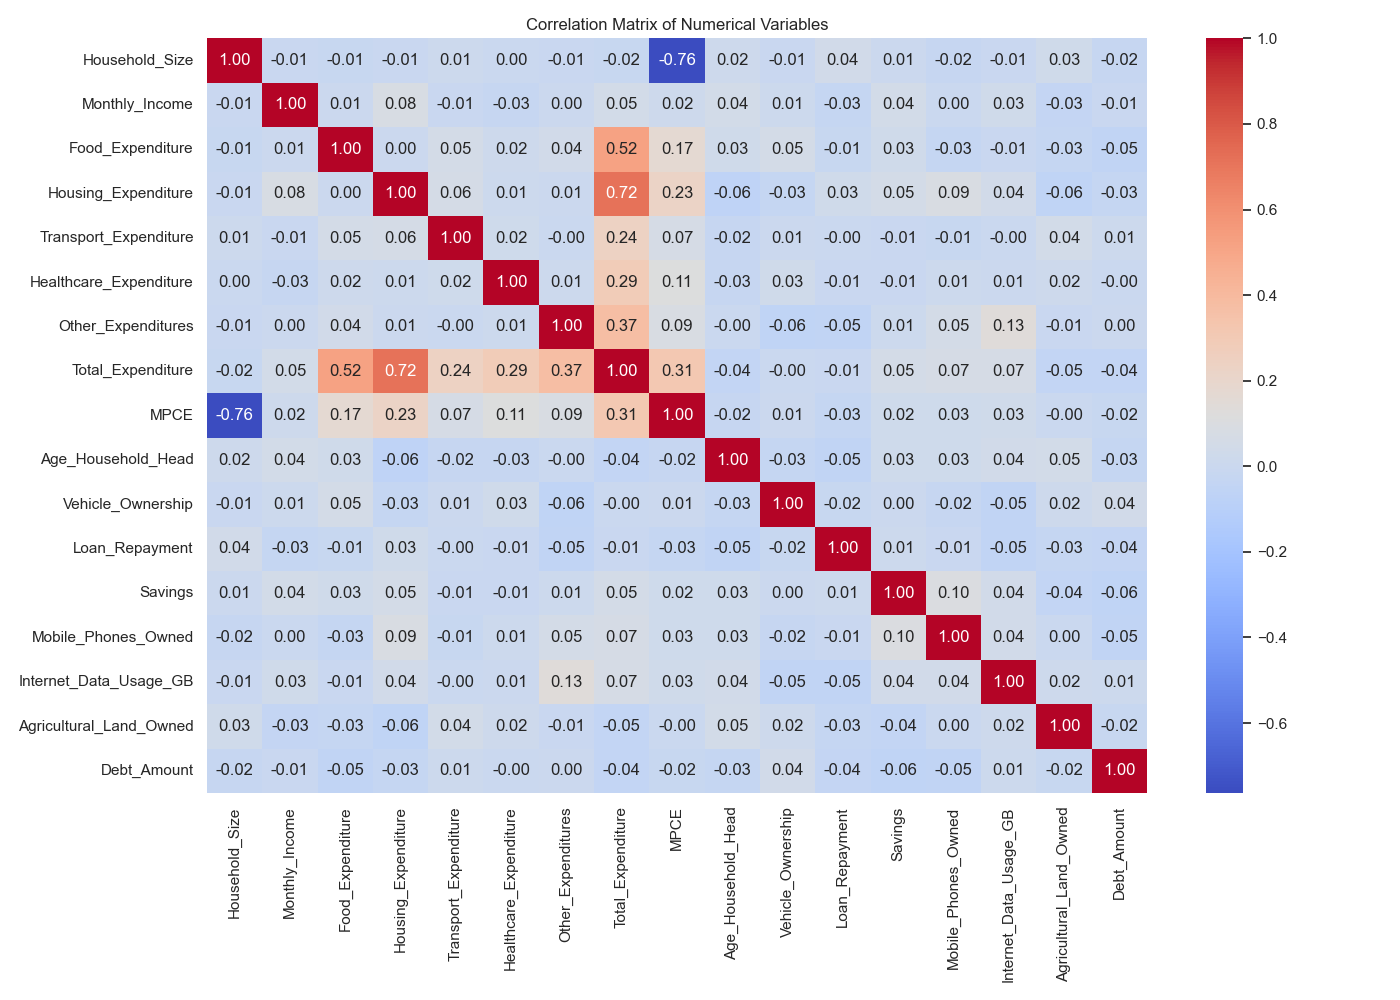 Correlation Matrix of Numerical Variables
Household_Size 1.00 -0.01 -0.01 -0.01 0.01 0.00 -0.01 -0.02 -0.76 0.02 -0.01 0.04 0.01 -0.02 -0.01 0.03 -0.02
Monthly_Income -0.01 1.00 0.01 0.08 -0.01 -0.03 0.00 0.05 0.02 0.04 0.01 -0.03 0.04 0.00 0.03 -0.03 -0.01
Food_Expenditure -0.01 0.01 1.00 0.00 0.05 0.02 0.04 0.52 0.17 0.03 0.05 -0.01 0.03 -0.03 -0.01 -0.03 -0.05
Housing_Expenditure -0.01 0.08 0.00 1.00 0.06 0.01 0.01 0.72 0.23 -0.06 -0.03 0.03 0.05 0.09 0.04 -0.06 -0.03
Transport_Expenditure 0.01 -0.01 0.05 0.06 1.00 0.02 -0.00 0.24 0.07 -0.02 0.01 -0.00 -0.01 -0.01 -0.00 0.04 0.01
Healthcare_Expenditure 0.00 -0.03 0.02 0.01 0.02 1.00 0.01 0.29 0.11 -0.03 0.03 -0.01 -0.01 0.01 0.01 0.02 -0.00
Other_Expenditures -0.01 0.00 0.04 0.01 -0.00 0.01 1.00 0.37 0.09 -0.00 -0.06 -0.05 0.01 0.05 0.13 -0.01 0.00
Total_Expenditure -0.02 0.05 0.52 0.72 0.24 0.29 0.37 1.00 0.31 -0.04 -0.00 -0.01 0.05 0.07 0.07 -0.05 -0.04
MPCE -0.76 0.02 0.17 0.23 0.07 0.11 0.09 0.31 1.00 -0.02 0.01 -0.03 0.02 0.03 0.03 -0.00 -0.02
Age_Household_Head 0.02 0.04 0.03 -0.06 -0.02 -0.03 -0.00 -0.04 -0.02 1.00 -0.03 -0.05 0.03 0.03 0.04 0.05 -0.03
Vehicle_Ownership -0.01 0.01 0.05 -0.03 0.01 0.03 -0.06 -0.00 0.01 -0.03 1.00 -0.02 0.00 -0.02 -0.05 0.02 0.04
Loan_Repayment 0.04 -0.03 -0.01 0.03 -0.00 -0.01 -0.05 -0.01 -0.03 -0.05 -0.02 1.00 0.01 -0.01 -0.05 -0.03 -0.04
Savings 0.01 0.04 0.03 0.05 -0.01 -0.01 0.01 0.05 0.02 0.03 0.00 0.01 1.00 0.10 0.04 -0.04 -0.06
Mobile_Phones_Owned -0.02 0.00 -0.03 0.09 -0.01 0.01 0.05 0.07 0.03 0.03 -0.02 -0.01 0.10 1.00 0.04 0.00 -0.05
Internet_Data_Usage_GB -0.01 0.03 -0.01 0.04 -0.00 0.01 0.13 0.07 0.03 0.04 -0.05 -0.05 0.04 0.04 1.00 0.02 0.01
Agricultural_Land_Owned 0.03 -0.03 -0.03 -0.06 0.04 0.02 -0.01 -0.05 -0.00 0.05 0.02 -0.03 -0.04 0.00 0.02 1.00 -0.02
Debt_Amount -0.02 -0.01 -0.05 -0.03 0.01 -0.00 0.00 -0.04 -0.02 -0.03 0.04 -0.04 -0.06 -0.05 0.01 -0.02 1.00
Household_Size
Monthly_Income
Food_Expenditure
Housing_Expenditure
Transport_Expenditure
Healthcare_Expenditure
Other_Expenditures
Total_Expenditure
MPCE
Age_Household_Head
Vehicle_Ownership
Loan_Repayment
Savings
Mobile_Phones_Owned
Internet_Data_Usage_GB
Agricultural_Land_Owned
Debt_Amount
1.0
0.8
0.6
0.4
0.2
0.0
−0.2
−0.4
−0.6